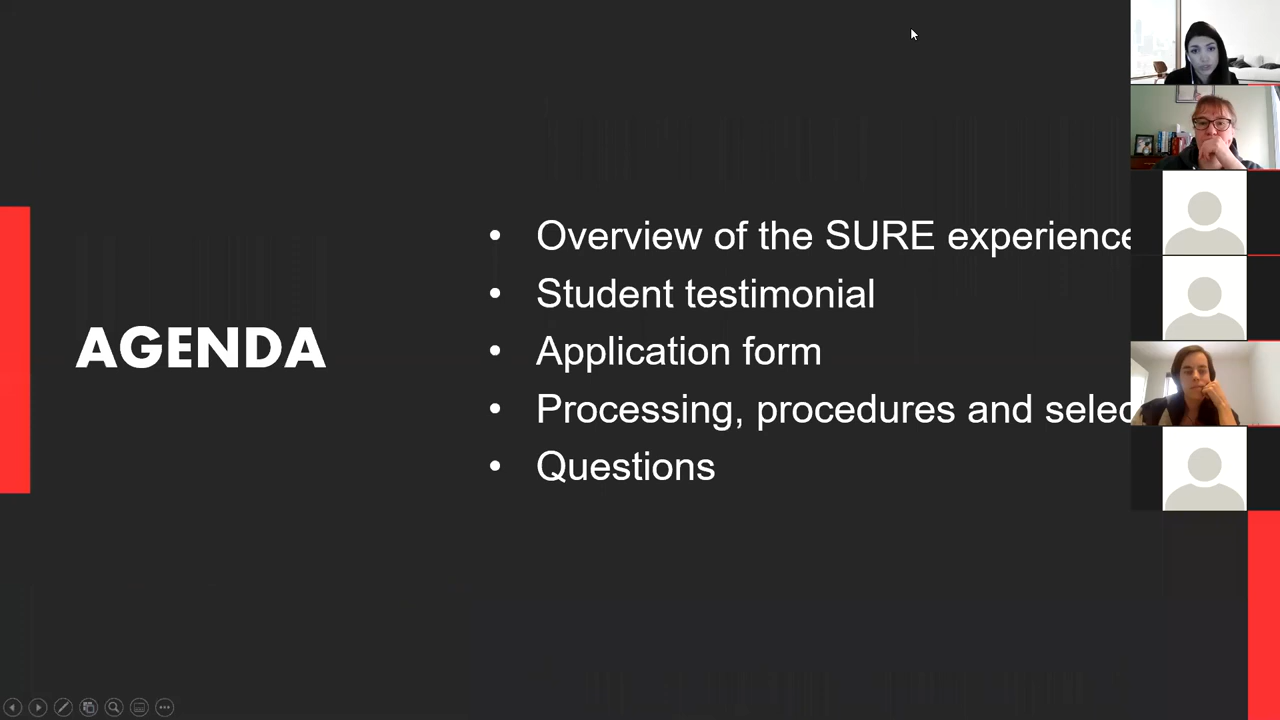 AGENDA
• Overview of the SURE experience
• Student testimonial
• Application form
• Processing, procedures and selec
• Questions